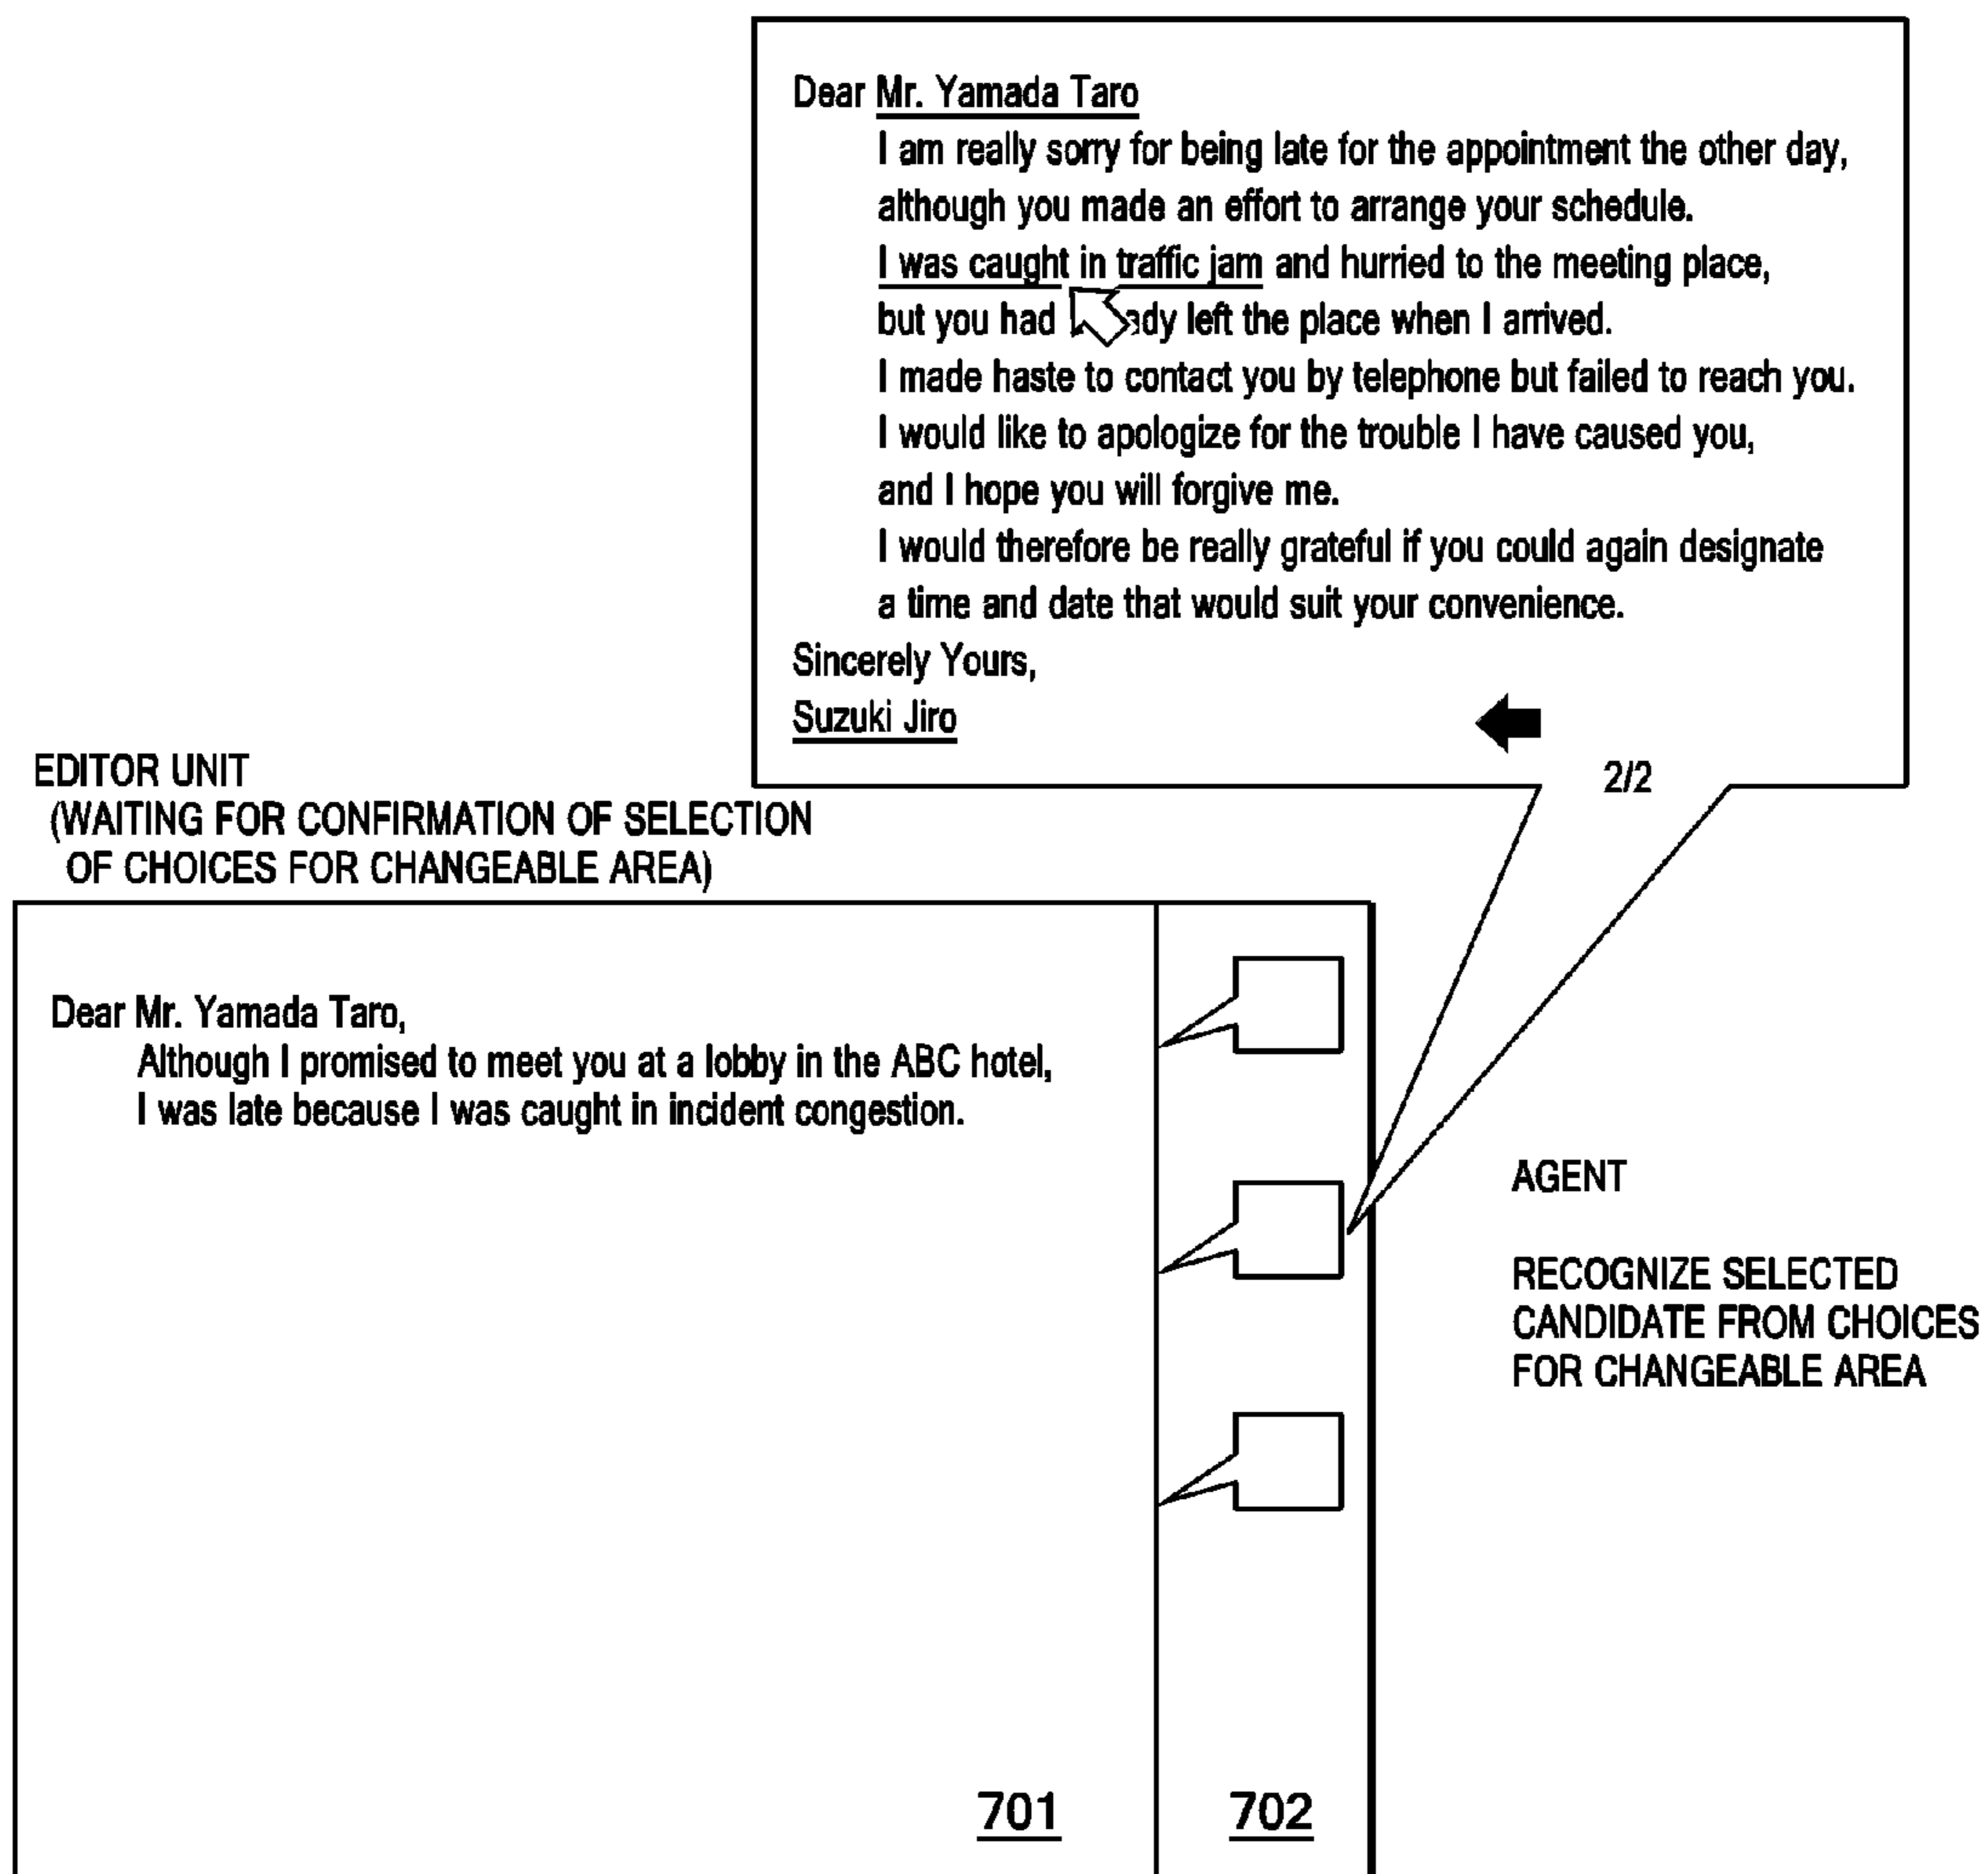 Dear Mr. Yamada Taro
I am really sorry for being late for the appointment the other day,
although you made an effort to arrange your schedule.
I was caught in traffic jam and hurried to the meeting place,
but you had ady left the place when I arrived.
I made haste to contact you by telephone but failed to reach you.
I would like to apologize for the trouble I have caused you,
and I hope you will forgive me.
I would therefore be really grateful if you could again designate
a time and date that would suit your convenience.
Sincerely Yours,
Suzuki Jiro
2/2
EDITOR UNIT
(WAITING FOR CONFIRMATION OF SELECTION
OF CHOICES FOR CHANGEABLE AREA)
Dear Mr. Yamada Taro,
Although I promised to meet you at a lobby in the ABC hotel,
I was late because I was caught in incident congestion.
AGENT
RECOGNIZE SELECTED
CANDIDATE FROM CHOICES
FOR CHANGEABLE AREA
701
702